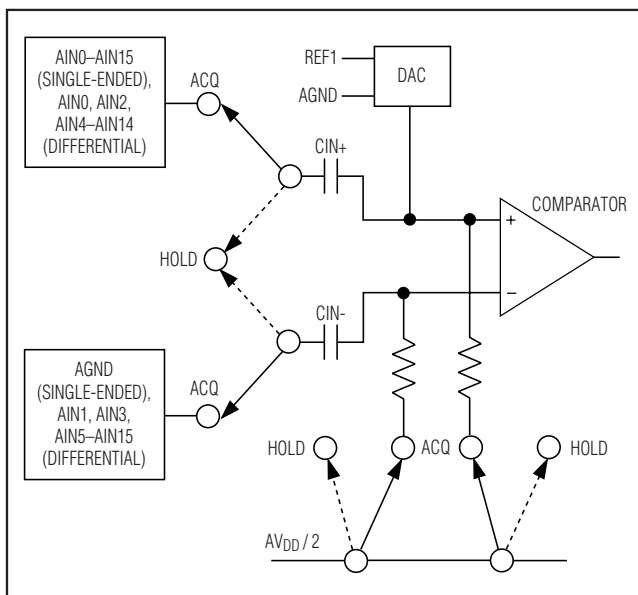 AIN0–AIN15
(SINGLE-ENDED),
AIN0, AIN2,
AIN4–AIN14
(DIFFERENTIAL)
ACQ
REF1
AGND
DAC
CIN+
COMPARATOR
+
−
HOLD
CIN-
AGND
(SINGLE-ENDED),
AIN1, AIN3,
AIN5–AIN15
(DIFFERENTIAL)
ACQ
HOLD
ACQ
HOLD
AVDD / 2